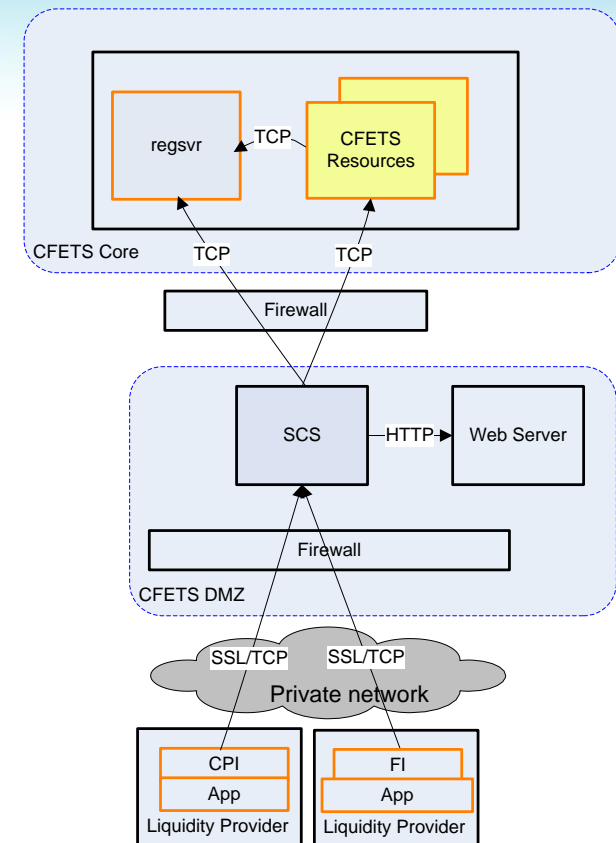 regsvr
TCP
CFETS
Resources
TCP
TCP
CFETS Core
Firewall
SCS
HTTP
Web Server
Firewall
CFETS DMZ
SSL/TCP
SSL/TCP
Private network
CPI
App
Liquidity Provider
FI
App
Liquidity Provider